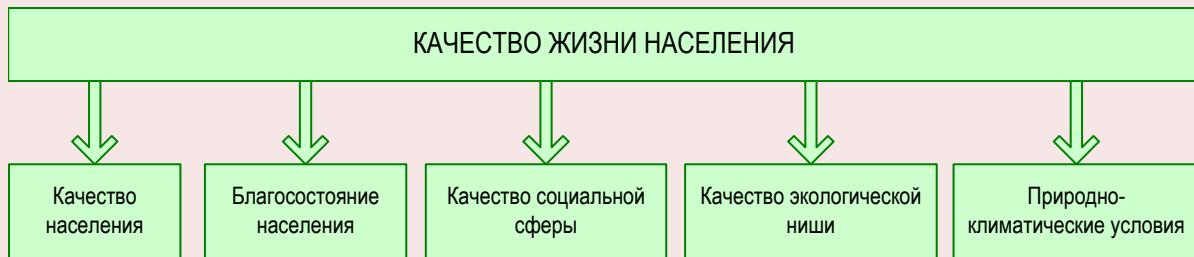 КАЧЕСТВО ЖИЗНИ НАСЕЛЕНИЯ
Качество
населения
Благосостояние
населения
Качество социальной
сферы
Качество экологической
ниши
Природно-
климатические условия